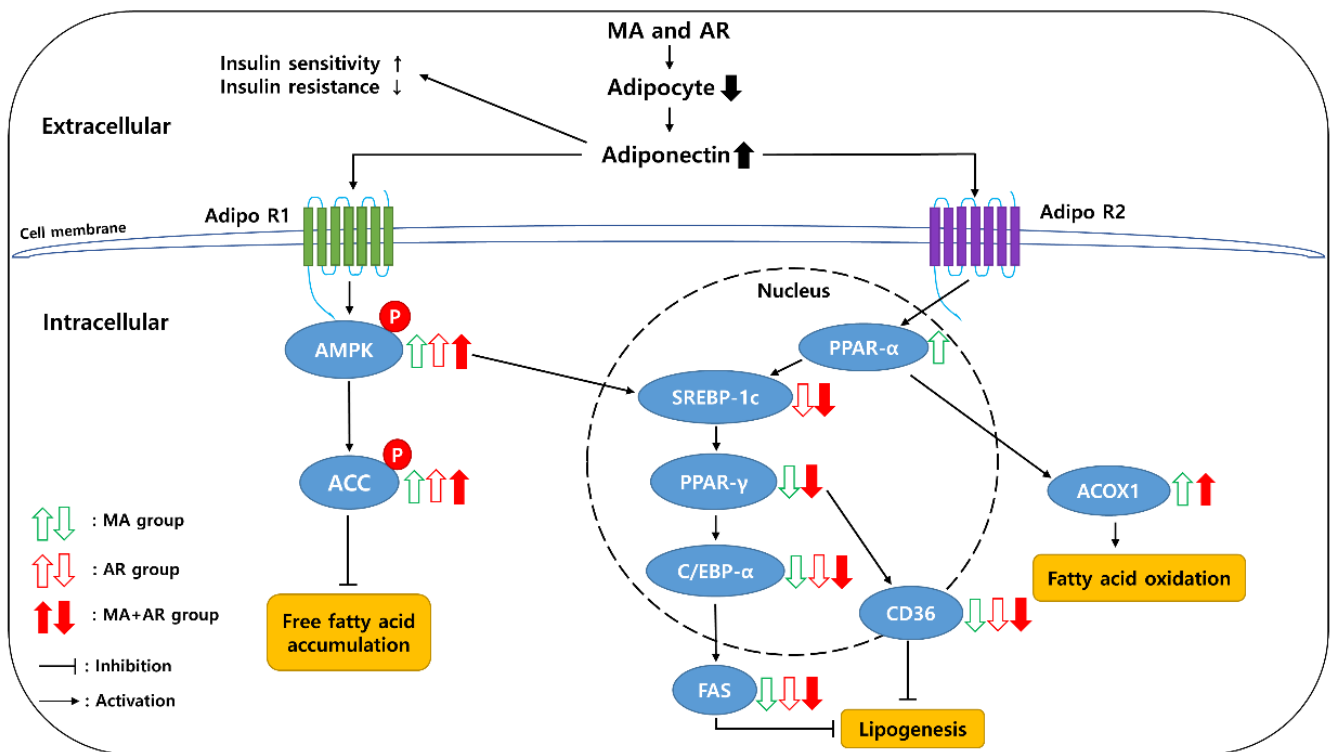 MA and AR
Insulin sensitivity ↑
Insulin resistance ↓
Adipocyte
Extracellular
Adiponectin
Adipo R1
Adipo R2
Cell membrane
Nucleus
Intracellular
P
AMPK
PPAR-α
SREBP-1c
P
ACC
PPAR-γ
ACOX1
: MA group
: AR group
: MA+AR group
: Inhibition
: Activation
C/EBP-α
Fatty acid oxidation
CD36
Free fatty acid
accumulation
FAS
Lipogenesis